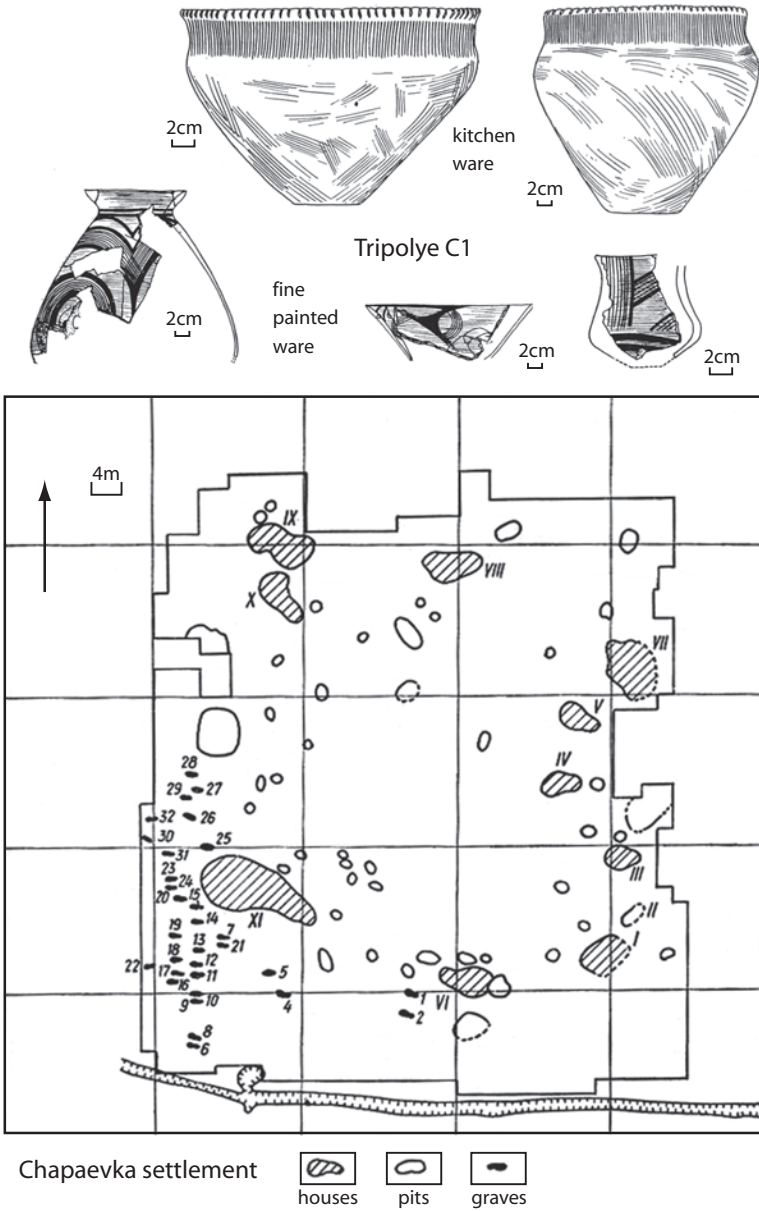 2cm
kitchen
ware
2cm
Tripolye C1
2cm
fine
painted
ware
2cm
2cm
4m
IX
VIII
X
VII
V
28
IV
29 27
32 26
30 25
31
23 III
24
20 15
XI II
14
19 7
13 21 I
18 12
22 17 11 5
16 VI 1
9 10 4
2
8
6
Chapaevka settlement
houses pits graves